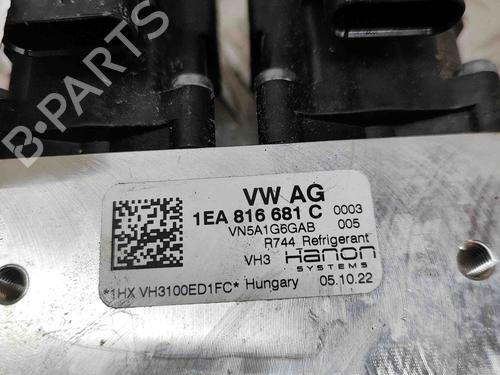 B-PARTS
VW AG
1EA 816 681 C 0003
VN5A1G6GAB 005
R744 Refrigerant
VH3 Hanon
SYSTEMS
*1HX VH3100ED1FC* Hungary 05.10.22